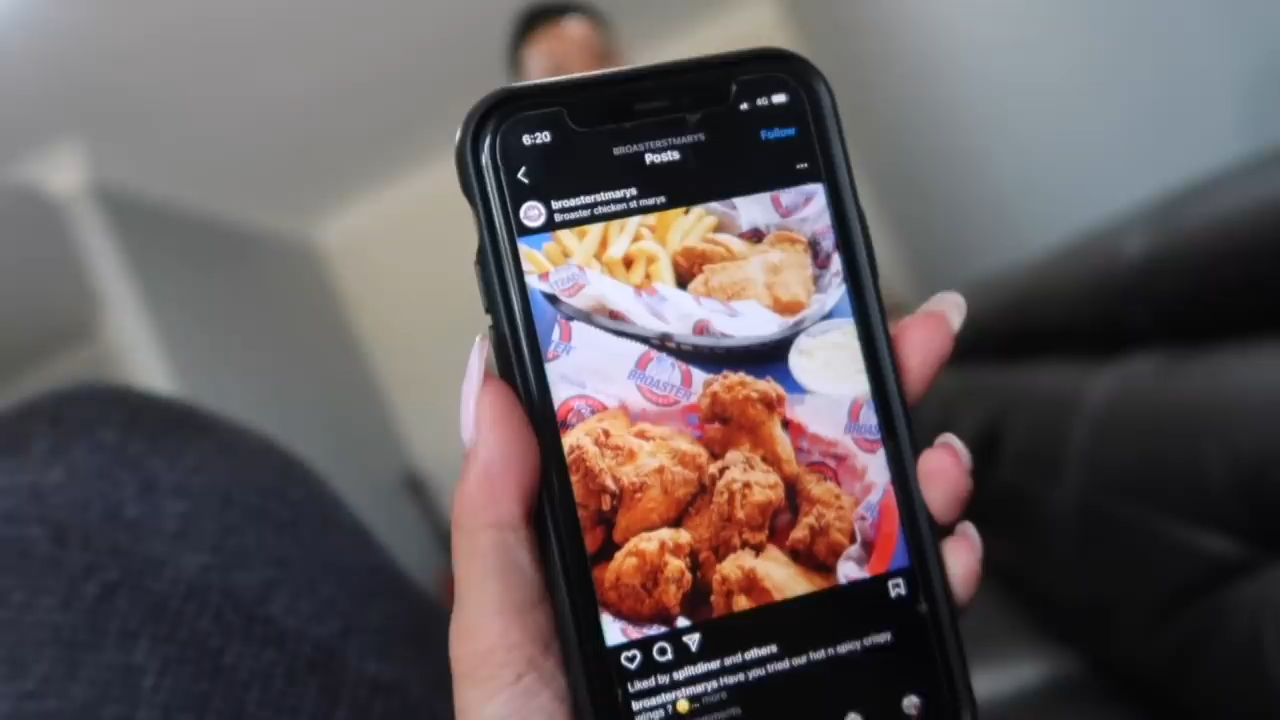 6:20
4G
BROASTERSTMARYS
Posts
Follow
broasterstmarys
Broaster chicken st marys
BROASTER
Liked by splitdiner and others
broasterstmarys Have you tried our hot n spicy crispy
wings ? 😋... more